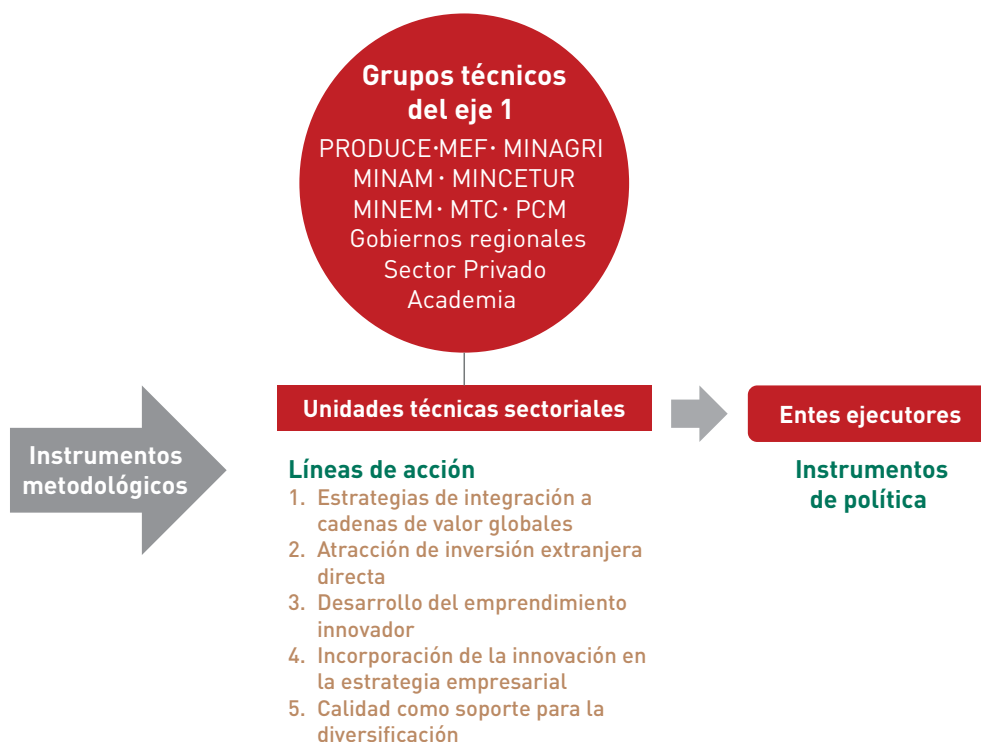 Grupos técnicos
del eje 1
PRODUCE·MEF· MINAGRI
MINAM · MINCETUR
MINEM · MTC · PCM
Gobiernos regionales
Sector Privado
Academia
Instrumentos
metodológicos
Unidades técnicas sectoriales
Líneas de acción
1. Estrategias de integración a
cadenas de valor globales
2. Atracción de inversión extranjera
directa
3. Desarrollo del emprendimiento
innovador
4. Incorporación de la innovación en
la estrategia empresarial
5. Calidad como soporte para la
diversificación
Entes ejecutores
Instrumentos
de política